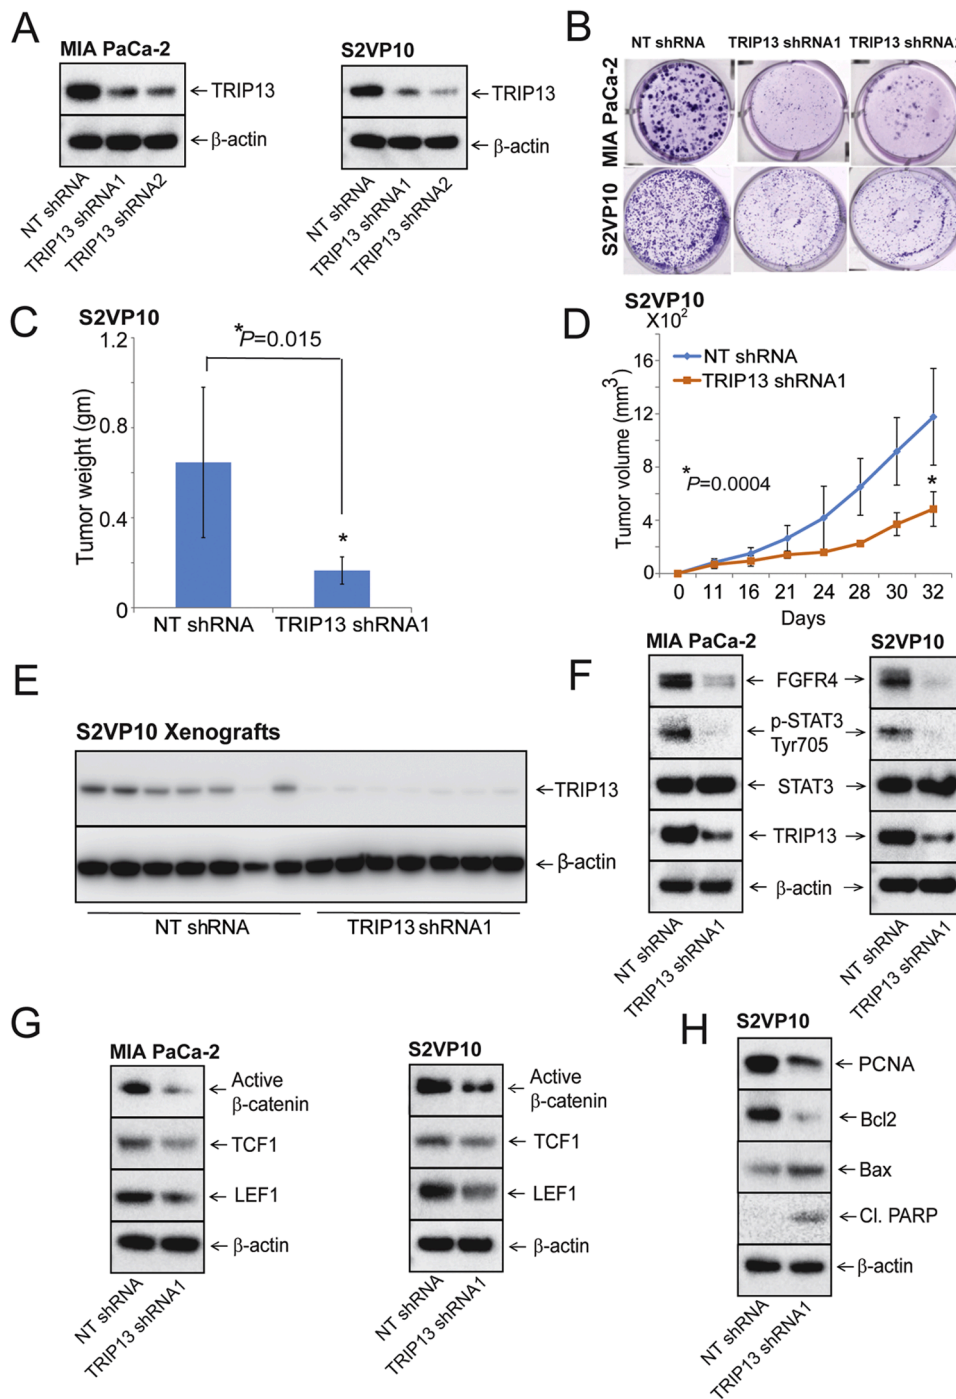 A
MIA PaCa-2
TRIP13
β-actin
NT shRNA
TRIP13 shRNA1
TRIP13 shRNA2
S2VP10
TRIP13
β-actin
NT shRNA
TRIP13 shRNA1
TRIP13 shRNA2
B
NT shRNA TRIP13 shRNA1 TRIP13 shRNA2
MIA PaCa-2
S2VP10
C
S2VP10
*P=0.015
Tumor weight (gm)
1.2
0.8
0.4
0
*
NT shRNA TRIP13 shRNA1
D
S2VP10
X10²
NT shRNA
TRIP13 shRNA1
Tumor volume (mm³)
16
12
8
4
0
*P=0.0004
*
0 11 16 21 24 28 30 32
Days
E
S2VP10 Xenografts
TRIP13
β-actin
NT shRNA TRIP13 shRNA1
F
MIA PaCa-2 S2VP10
FGFR4
p-STAT3
Tyr705
STAT3
TRIP13
β-actin
NT shRNA
TRIP13 shRNA1
NT shRNA
TRIP13 shRNA1
G
MIA PaCa-2
Active
β-catenin
TCF1
LEF1
β-actin
NT shRNA
TRIP13 shRNA1
S2VP10
Active
β-catenin
TCF1
LEF1
β-actin
NT shRNA
TRIP13 shRNA1
H
S2VP10
PCNA
Bcl2
Bax
Cl. PARP
β-actin
NT shRNA
TRIP13 shRNA1